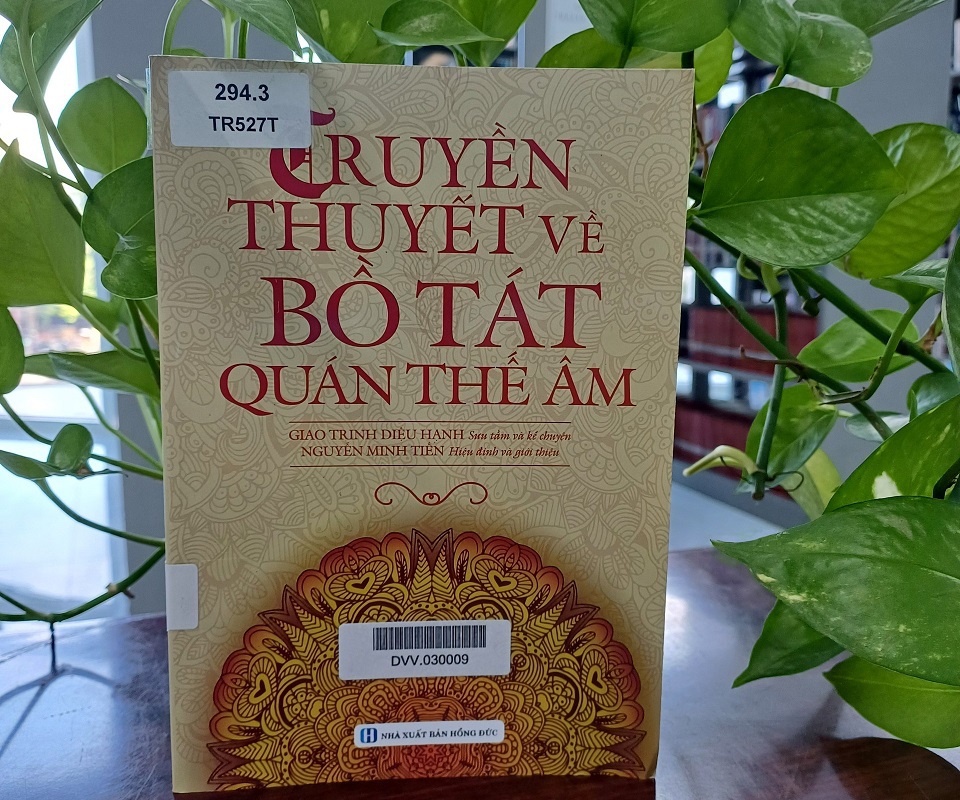 294.3
TR527T
TRUYỀN
THUYẾT VỀ
BỒ TÁT
QUÁN THẾ ÂM
GIAO TRINH DIỆU HẠNH Sưu tầm và kể chuyện
NGUYỄN MINH TIẾN Hiệu đính và giới thiệu
DVV.030009
NHÀ XUẤT BẢN HỒNG ĐỨC